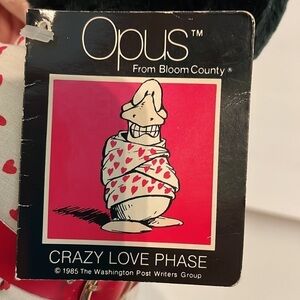 Opus™
From Bloom County®
CRAZY LOVE PHASE
© 1985 The Washington Post Writers Group